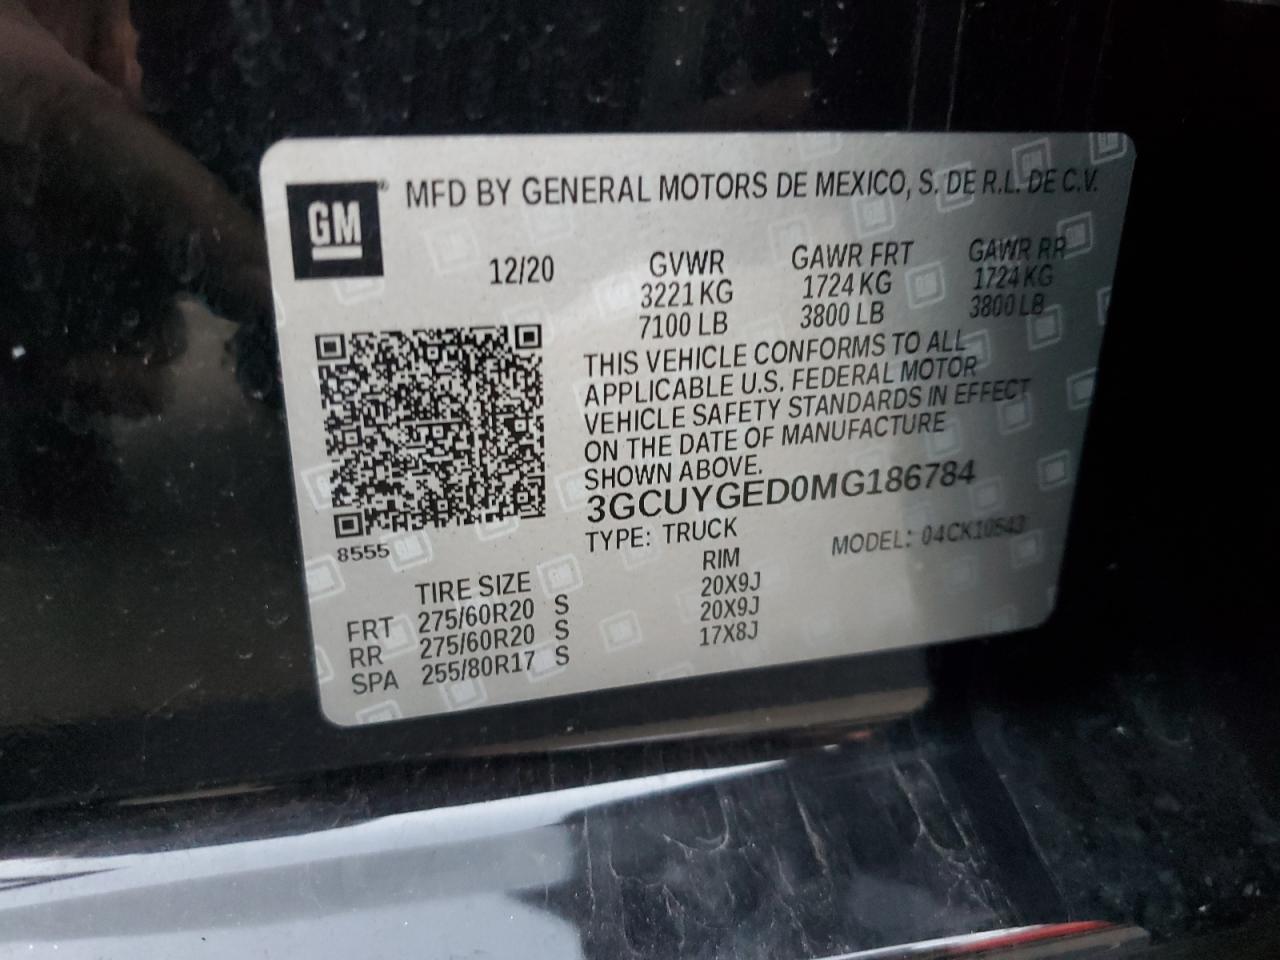 GM ® MFD BY GENERAL MOTORS DE MEXICO, S. DE R.L. DE C.V.
12/20 GVWR GAWR FRT GAWR RR
3221 KG 1724 KG 1724 KG
7100 LB 3800 LB 3800 LB
THIS VEHICLE CONFORMS TO ALL
APPLICABLE U.S. FEDERAL MOTOR
VEHICLE SAFETY STANDARDS IN EFFECT
ON THE DATE OF MANUFACTURE
SHOWN ABOVE.
3GCUYGED0MG186784
8555 TYPE: TRUCK MODEL: 04CK10543
TIRE SIZE RIM
FRT 275/60R20 S 20X9J
RR 275/60R20 S 20X9J
SPA 255/80R17 S 17X8J